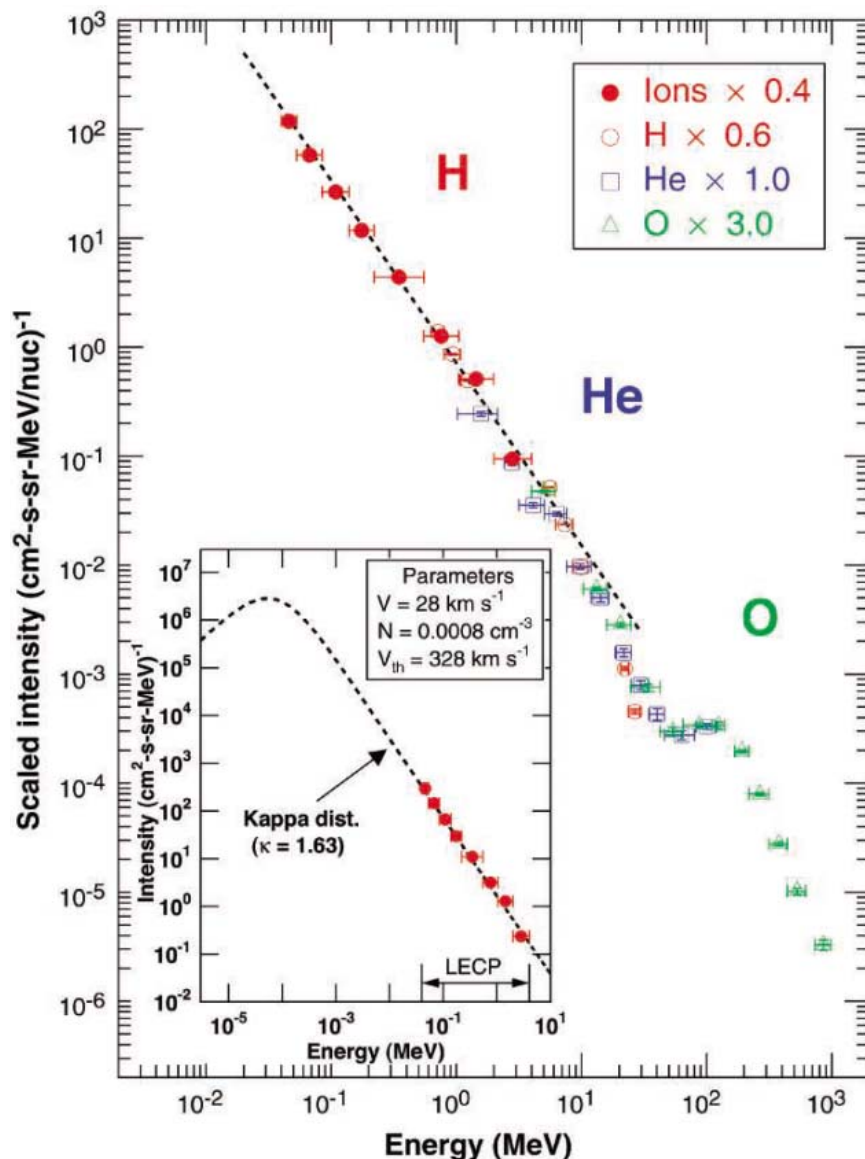 10³
10²
10¹
10⁰
10⁻¹
10⁻²
10⁻³
10⁻⁴
10⁻⁵
10⁻⁶
Scaled intensity (cm²-s-sr-MeV/nuc)⁻¹
H
He
O
Ions × 0.4
H × 0.6
He × 1.0
O × 3.0
10⁷
10⁶
10⁵
10⁴
10³
10²
10¹
10⁰
10⁻¹
10⁻²
Intensity (cm²-s-sr-MeV)⁻¹
Parameters
V = 28 km s⁻¹
N = 0.0008 cm⁻³
V_th = 328 km s⁻¹
Kappa dist.
(κ = 1.63)
LECP
10⁻⁵ 10⁻³ 10⁻¹ 10¹
Energy (MeV)
10⁻² 10⁻¹ 10⁰ 10¹ 10² 10³
Energy (MeV)